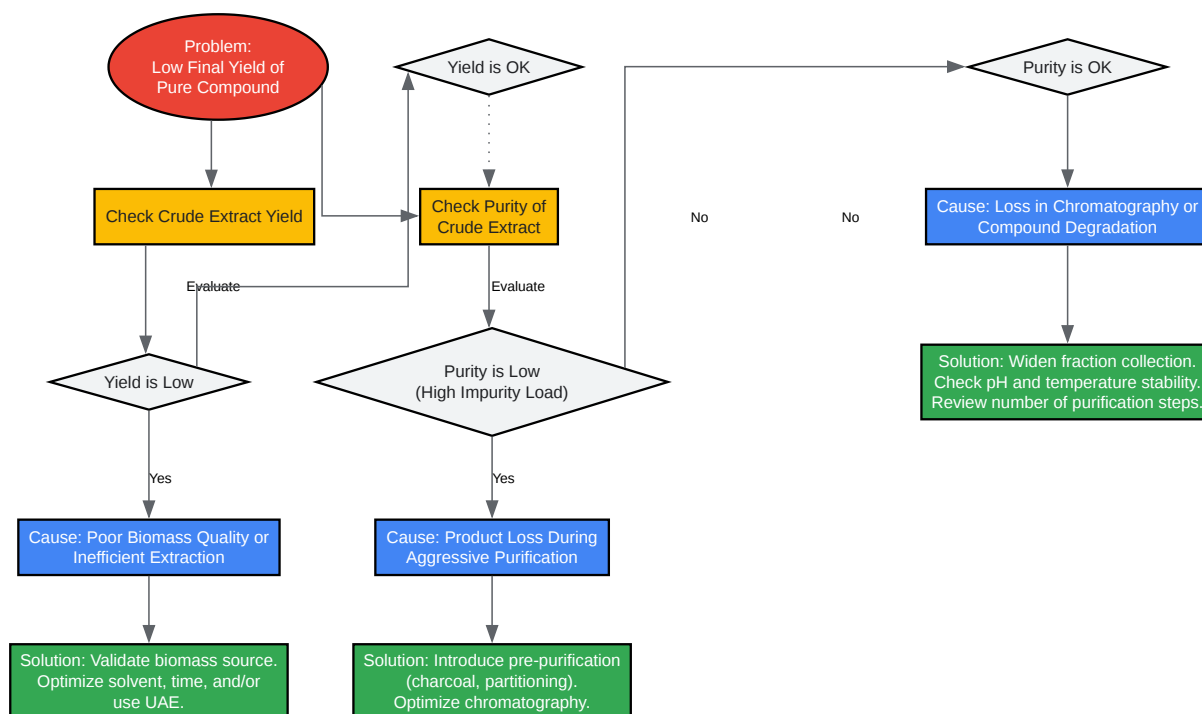 Problem:
Low Final Yield of
Pure Compound
Yield is OK
Purity is OK
Check Crude Extract Yield
Check Purity of
Crude Extract
No
No
Cause: Loss in Chromatography or
Compound Degradation
Evaluate
Evaluate
Yield is Low
Purity is Low
(High Impurity Load)
Solution: Widen fraction collection.
Check pH and temperature stability.
Review number of purification steps.
Yes
Yes
Cause: Poor Biomass Quality or
Inefficient Extraction
Cause: Product Loss During
Aggressive Purification
Solution: Validate biomass source.
Optimize solvent, time, and/or
use UAE.
Solution: Introduce pre-purification
(charcoal, partitioning).
Optimize chromatography.